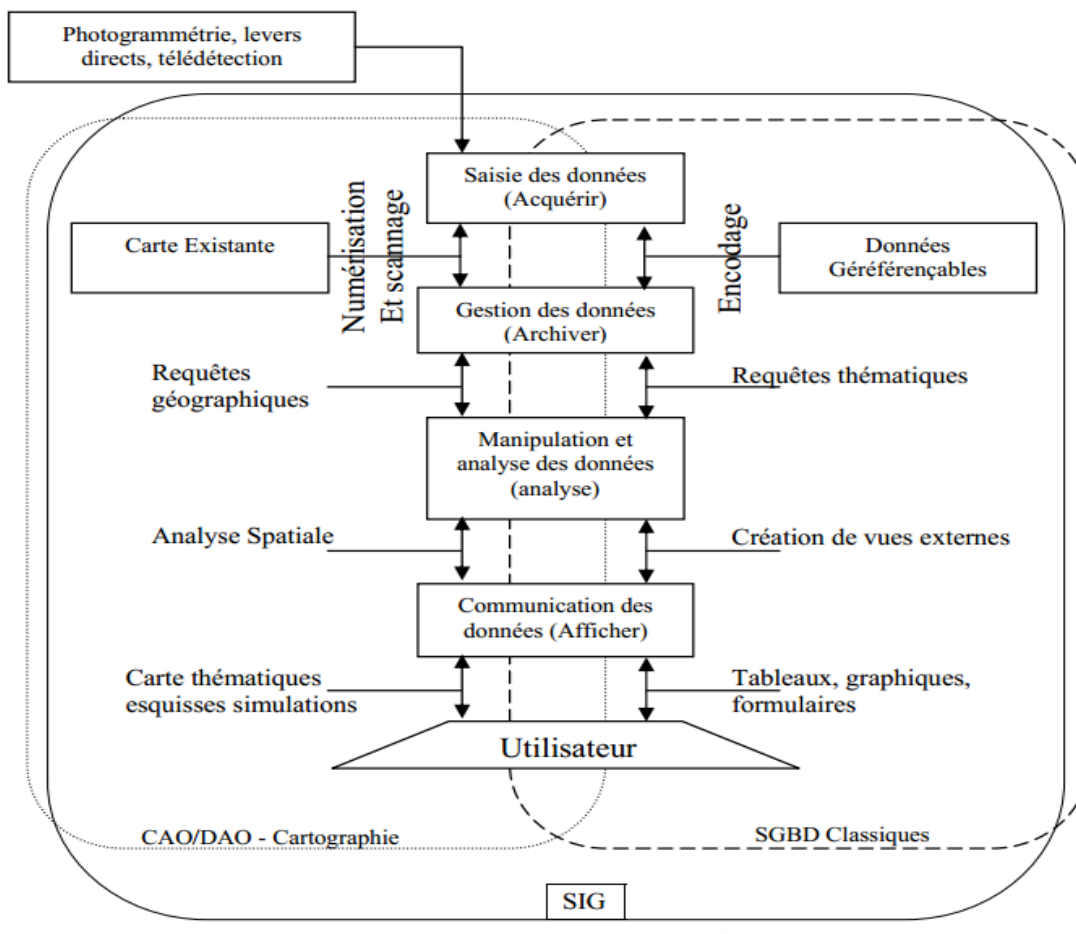 Photogrammétrie, levers
directs, télédétection
Saisie des données
(Acquérir)
Carte Existante
Numérisation
Et scannage
Encodage
Données
Géréférençables
Gestion des données
(Archiver)
Requêtes
géographiques
Requêtes thématiques
Manipulation et
analyse des données
(analyse)
Analyse Spatiale
Création de vues externes
Communication des
données (Afficher)
Carte thématiques
esquisses simulations
Tableaux, graphiques,
formulaires
Utilisateur
CAO/DAO - Cartographie
SGBD Classiques
SIG